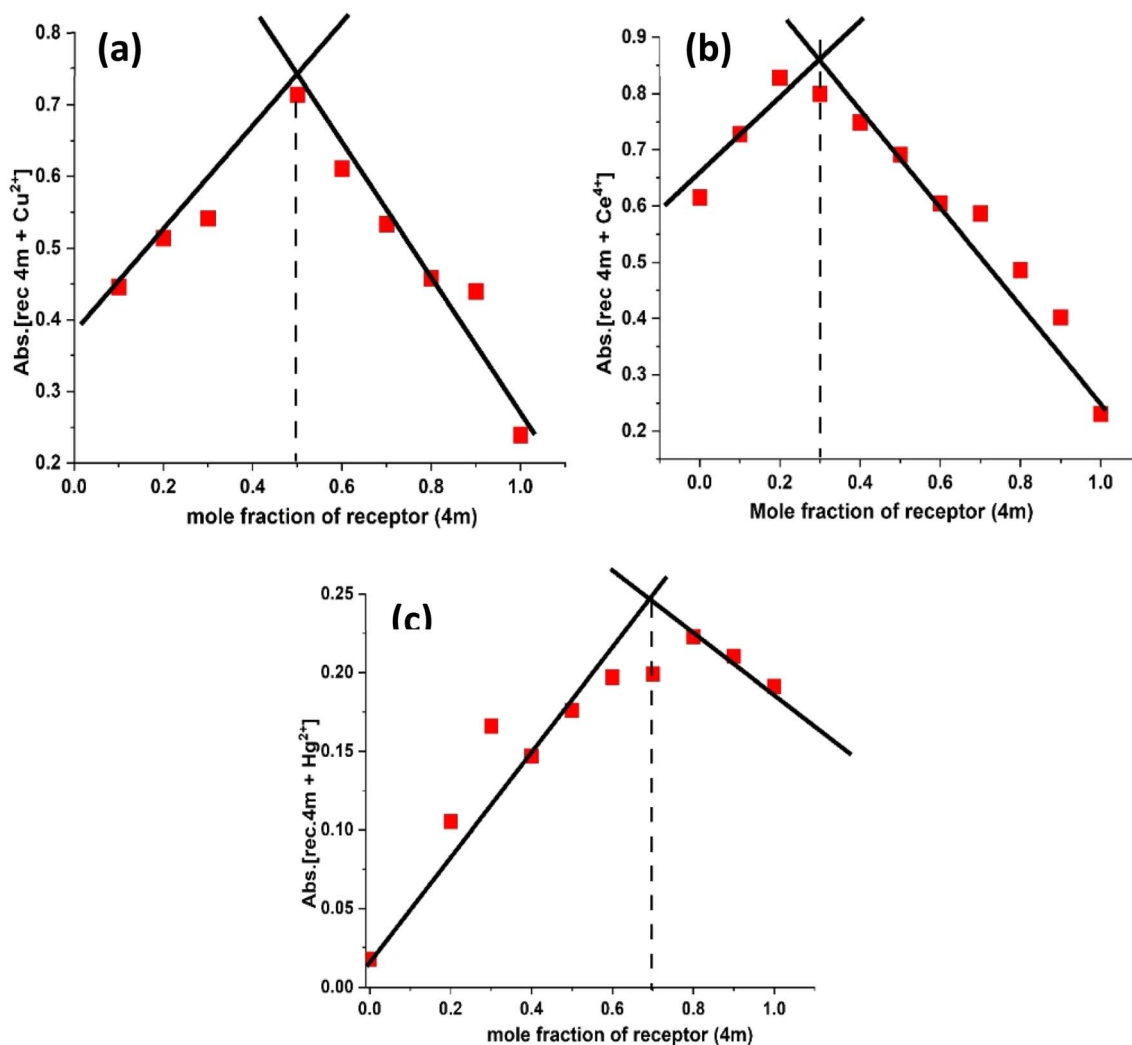 (a)
0.8
0.7
0.6
0.5
0.4
0.3
0.2
Abs.[rec 4m + Cu²⁺]
0.0 0.2 0.4 0.6 0.8 1.0
mole fraction of receptor (4m)
(b)
0.9
0.8
0.7
0.6
0.5
0.4
0.3
0.2
Abs.[rec 4m + Ce⁴⁺]
0.0 0.2 0.4 0.6 0.8 1.0
Mole fraction of receptor (4m)
(c)
0.25
0.20
0.15
0.10
0.05
0.00
Abs.[rec.4m + Hg²⁺]
0.0 0.2 0.4 0.6 0.8 1.0
mole fraction of receptor (4m)